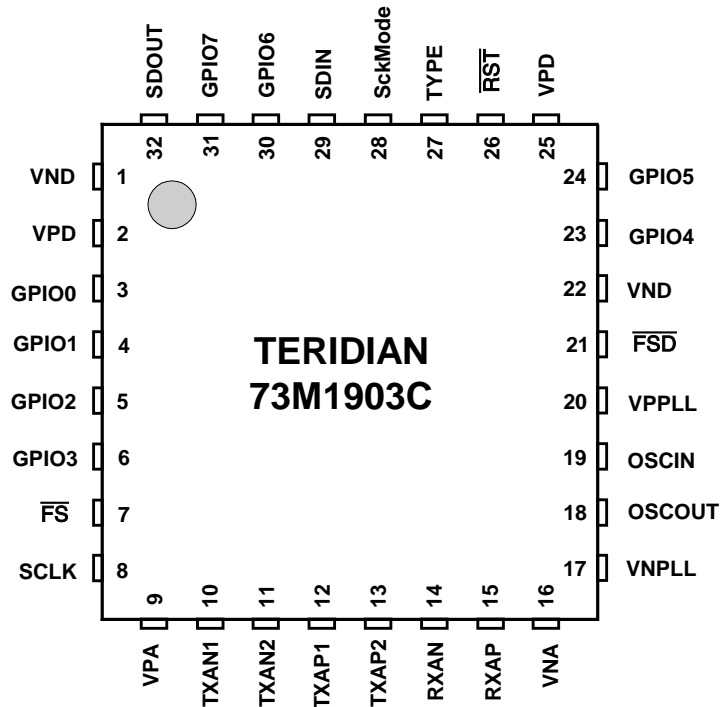 SDOUT
GPIO7
GPIO6
SDIN
SckMode
TYPE
R̅S̅T̅
VPD
32
31
30
29
28
27
26
25
VND 1
VPD 2
GPIO0 3
GPIO1 4
GPIO2 5
GPIO3 6
F̅S̅ 7
SCLK 8
TERIDIAN
73M1903C
24 GPIO5
23 GPIO4
22 VND
21 F̅S̅D̅
20 VPPLL
19 OSCIN
18 OSCOUT
17 VNPLL
9
10
11
12
13
14
15
16
VPA
TXAN1
TXAN2
TXAP1
TXAP2
RXAN
RXAP
VNA